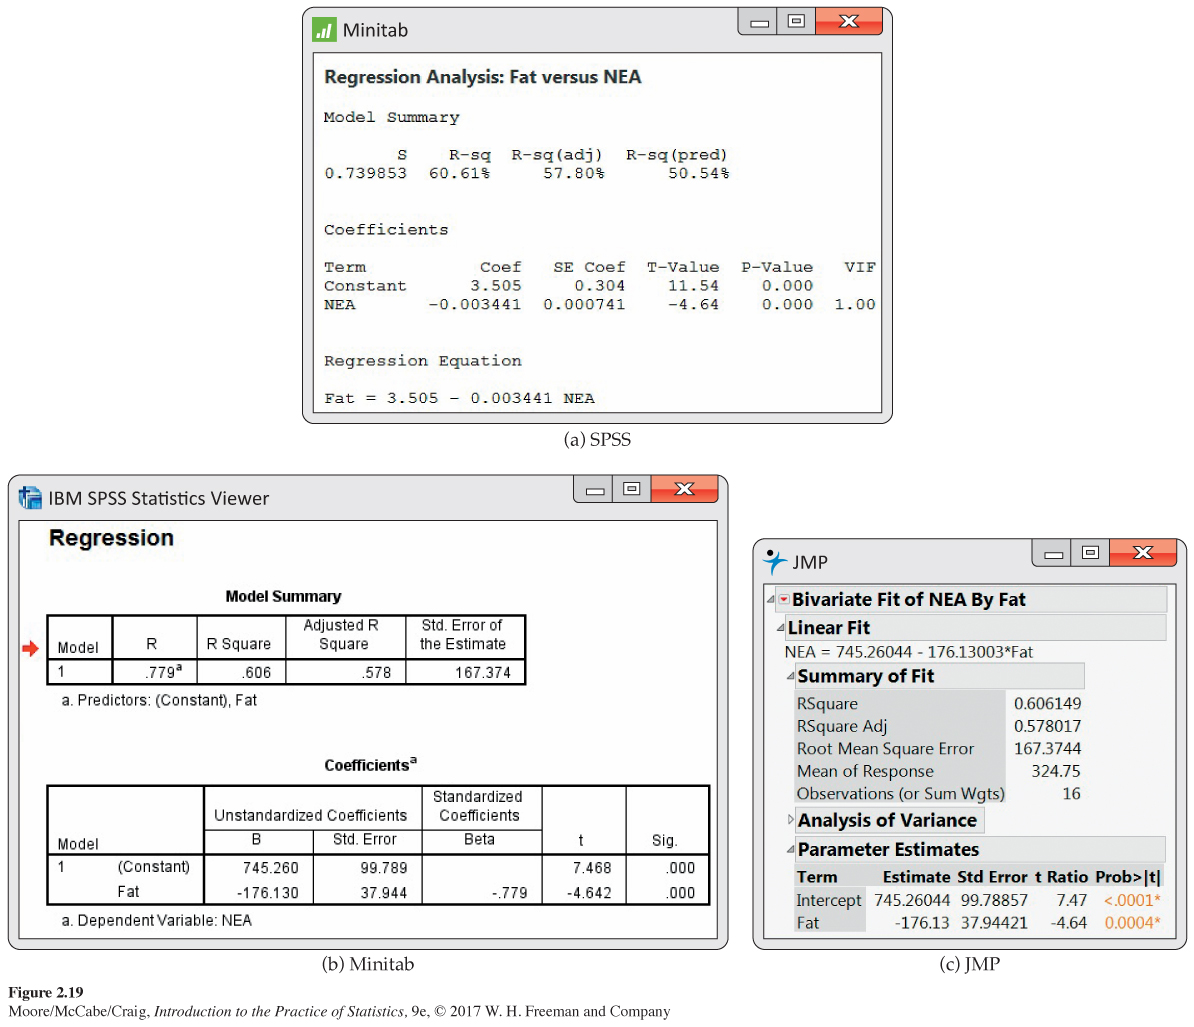 Minitab
Regression Analysis: Fat versus NEA
Model Summary
S R-sq R-sq(adj) R-sq(pred)
0.739853 60.61% 57.80% 50.54%
Coefficients
Term Coef SE Coef T-Value P-Value VIF
Constant 3.505 0.304 11.54 0.000
NEA -0.003441 0.000741 -4.64 0.000 1.00
Regression Equation
Fat = 3.505 - 0.003441 NEA
(a) SPSS
IBM SPSS Statistics Viewer
Regression
Model Summary
Model R R Square Adjusted R Square Std. Error of the Estimate
1 .779a .606 .578 167.374
a. Predictors: (Constant), Fat
Coefficientsa
Model Unstandardized Coefficients Standardized Coefficients t Sig.
B Std. Error Beta
1 (Constant) 745.260 99.789 7.468 .000
Fat -176.130 37.944 -.779 -4.642 .000
a. Dependent Variable: NEA
(b) Minitab
JMP
Bivariate Fit of NEA By Fat
Linear Fit
NEA = 745.26044 - 176.13003*Fat
Summary of Fit
RSquare 0.606149
RSquare Adj 0.578017
Root Mean Square Error 167.3744
Mean of Response 324.75
Observations (or Sum Wgts) 16
Analysis of Variance
Parameter Estimates
Term Estimate Std Error t Ratio Prob>|t|
Intercept 745.26044 99.78857 7.47 <.0001*
Fat -176.13 37.94421 -4.64 0.0004*
(c) JMP
Figure 2.19
Moore/McCabe/Craig, Introduction to the Practice of Statistics, 9e, © 2017 W. H. Freeman and Company